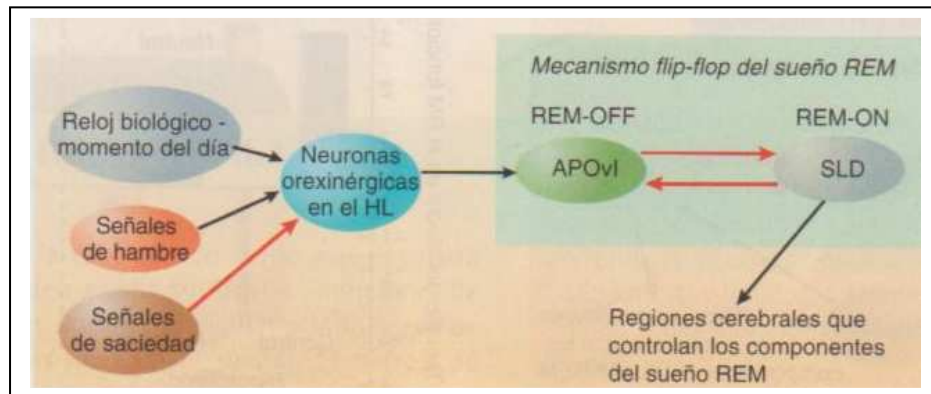 Mecanismo flip-flop del sueño REM
REM-OFF
REM-ON
Reloj biológico -
momento del día
Neuronas
orexinérgicas
en el HL
APOvl
SLD
Señales
de hambre
Señales
de saciedad
Regiones cerebrales que
controlan los componentes
del sueño REM